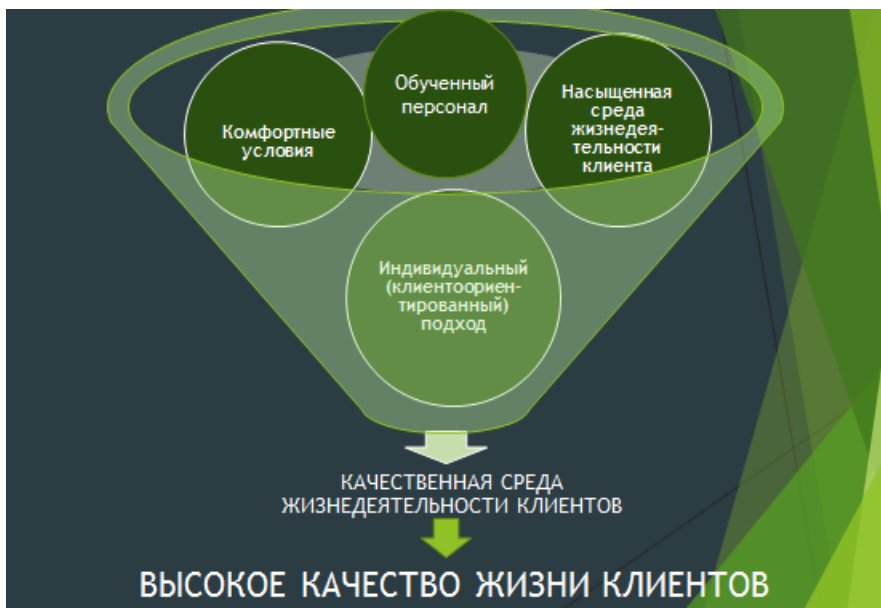 Обученный
персонал
Комфортные
условия
Насыщенная
среда
жизнедея-
тельности
клиента
Индивидуальный
(клиентоориен-
тированный)
подход
КАЧЕСТВЕННАЯ СРЕДА
ЖИЗНЕДЕЯТЕЛЬНОСТИ КЛИЕНТОВ
ВЫСОКОЕ КАЧЕСТВО ЖИЗНИ КЛИЕНТОВ